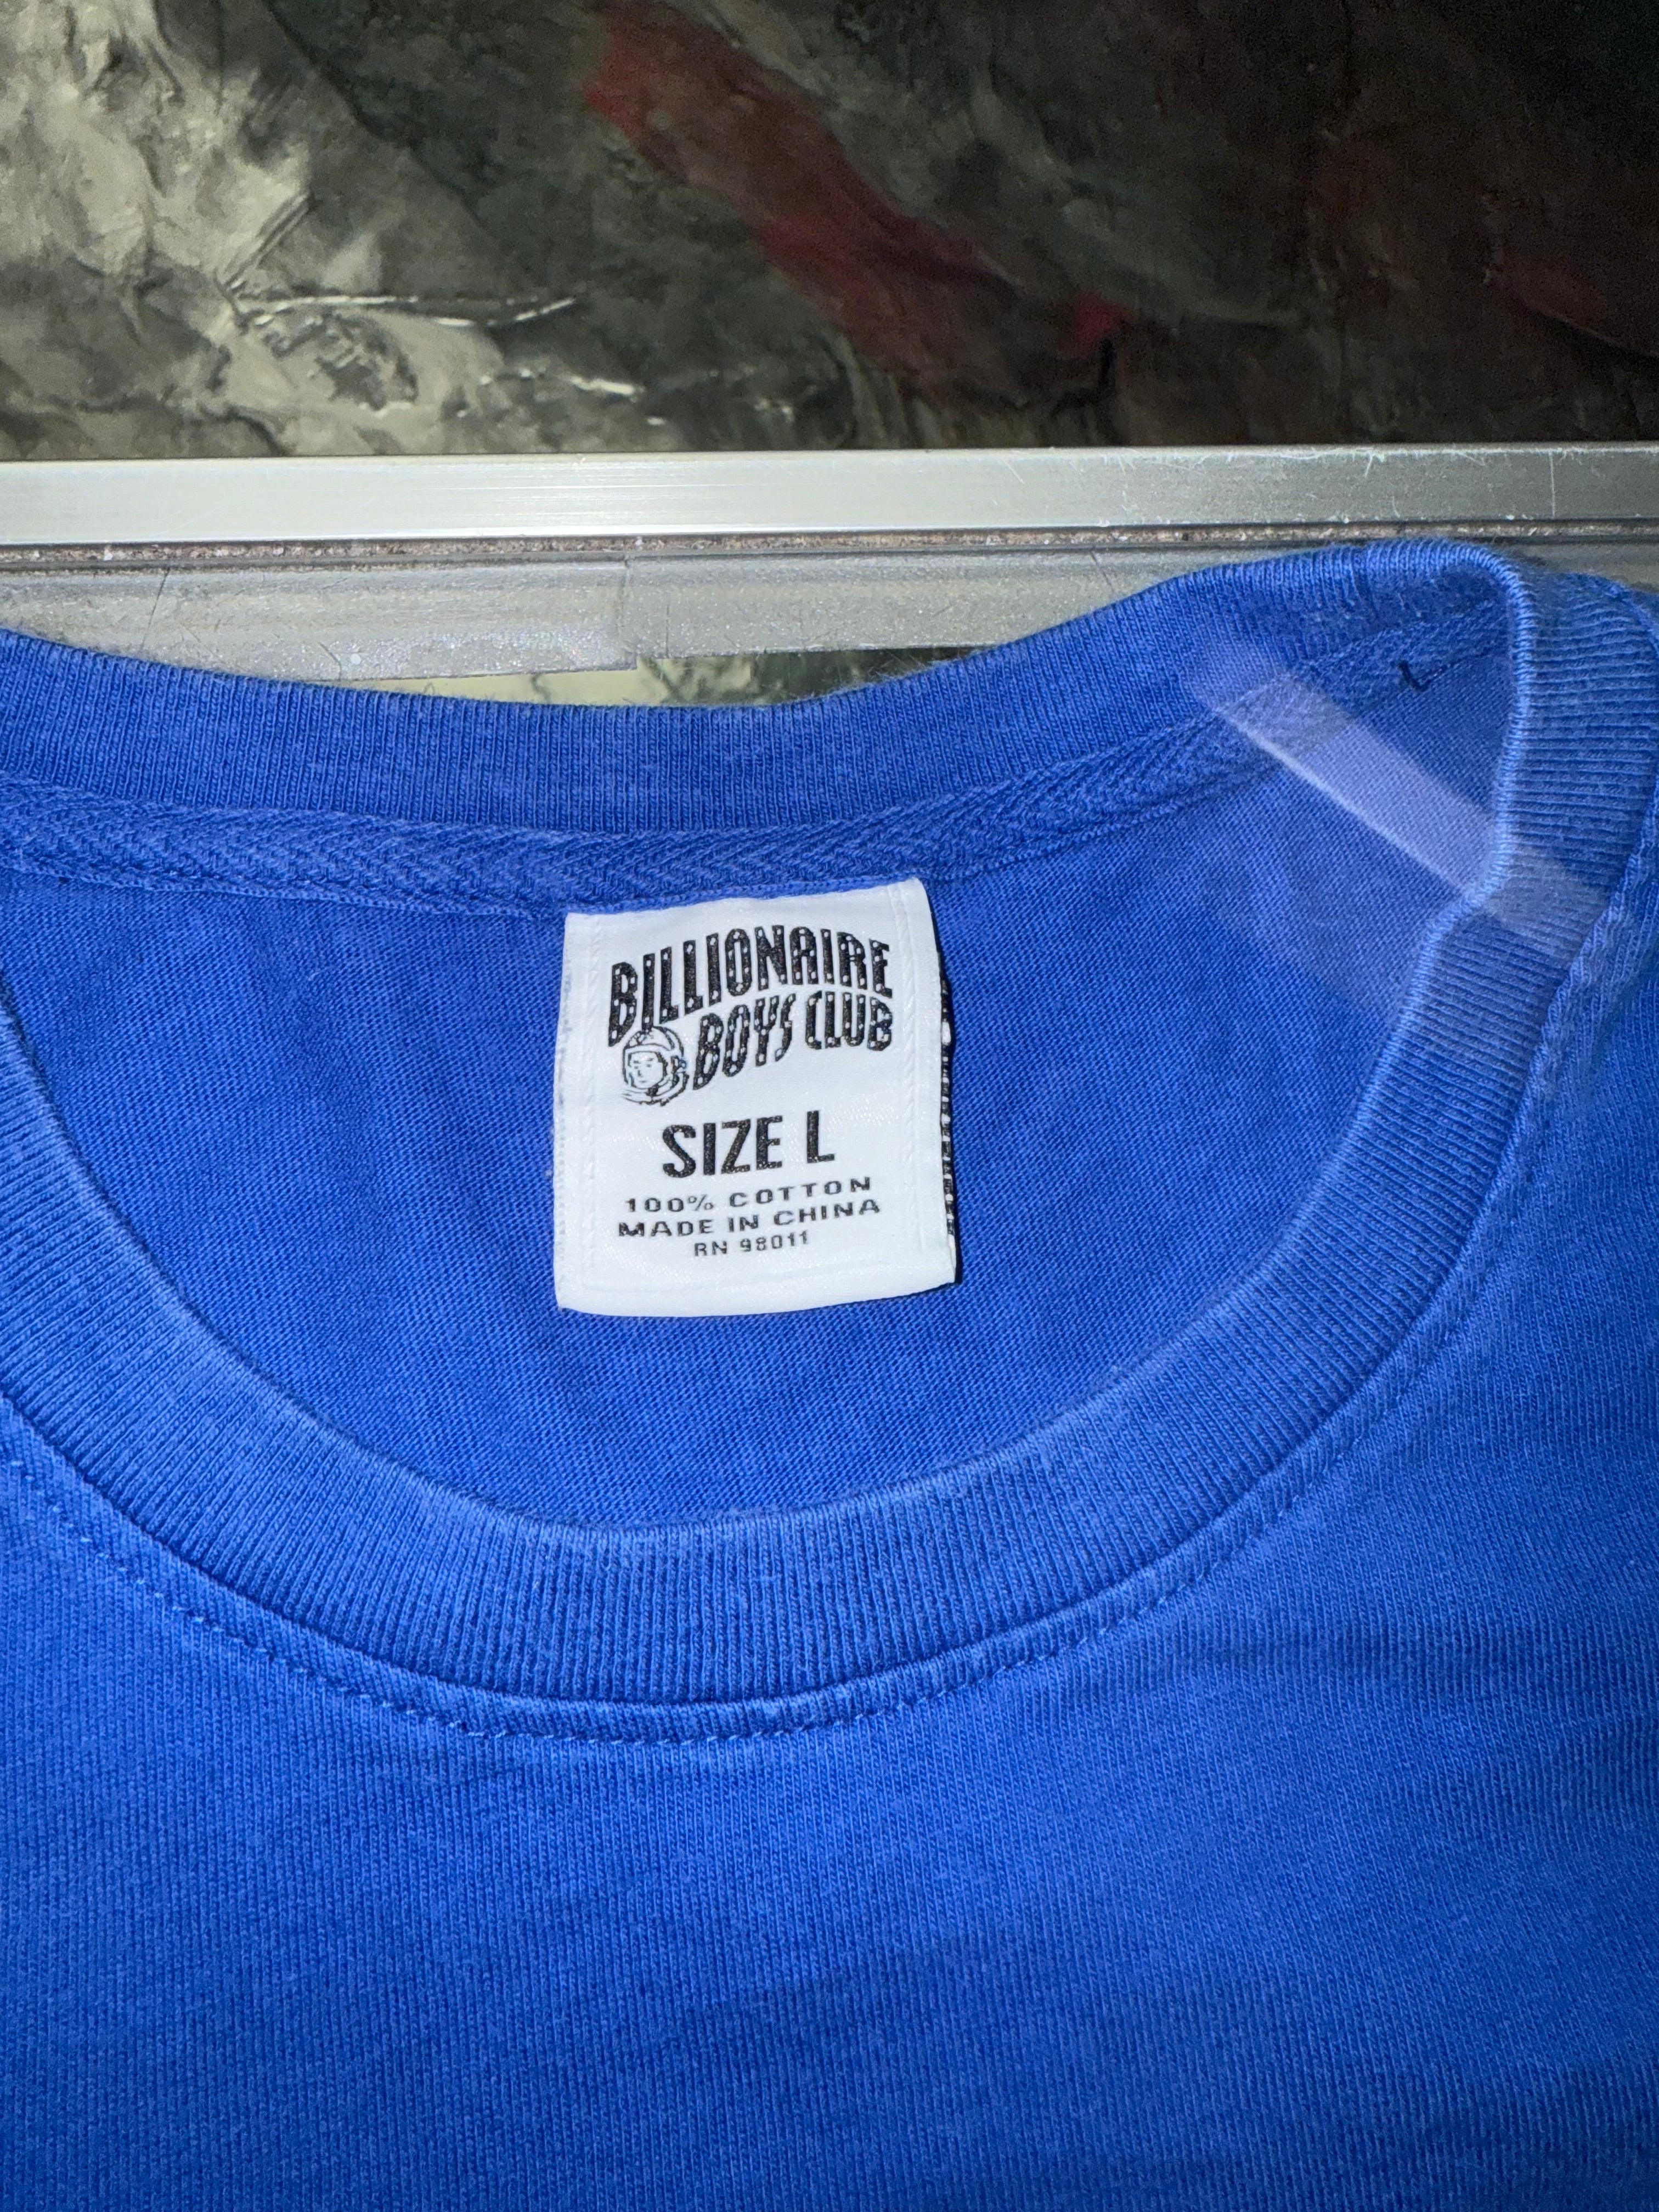 BILLIONAIRE
BOYS CLUB
SIZE L
100% COTTON
MADE IN CHINA
RN 98011